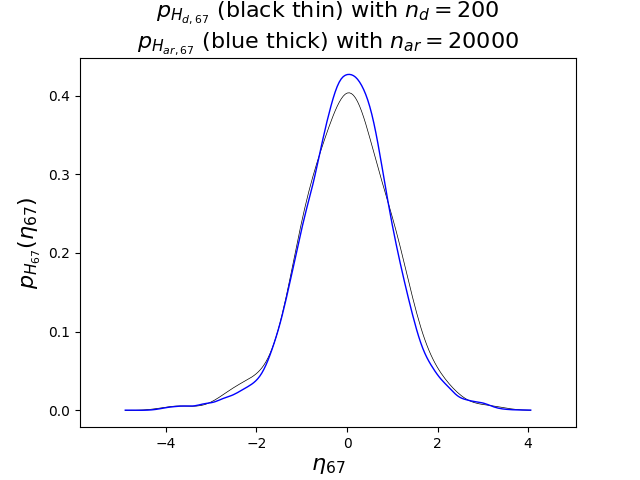 $p_{H_{d,67}}$ (black thin) with $n_d = 200$
$p_{H_{ar,67}}$ (blue thick) with $n_{ar} = 20000$
$p_{H_{67}}(\eta_{67})$
0.4
0.3
0.2
0.1
0.0
−4 −2 0 2 4
$\eta_{67}$